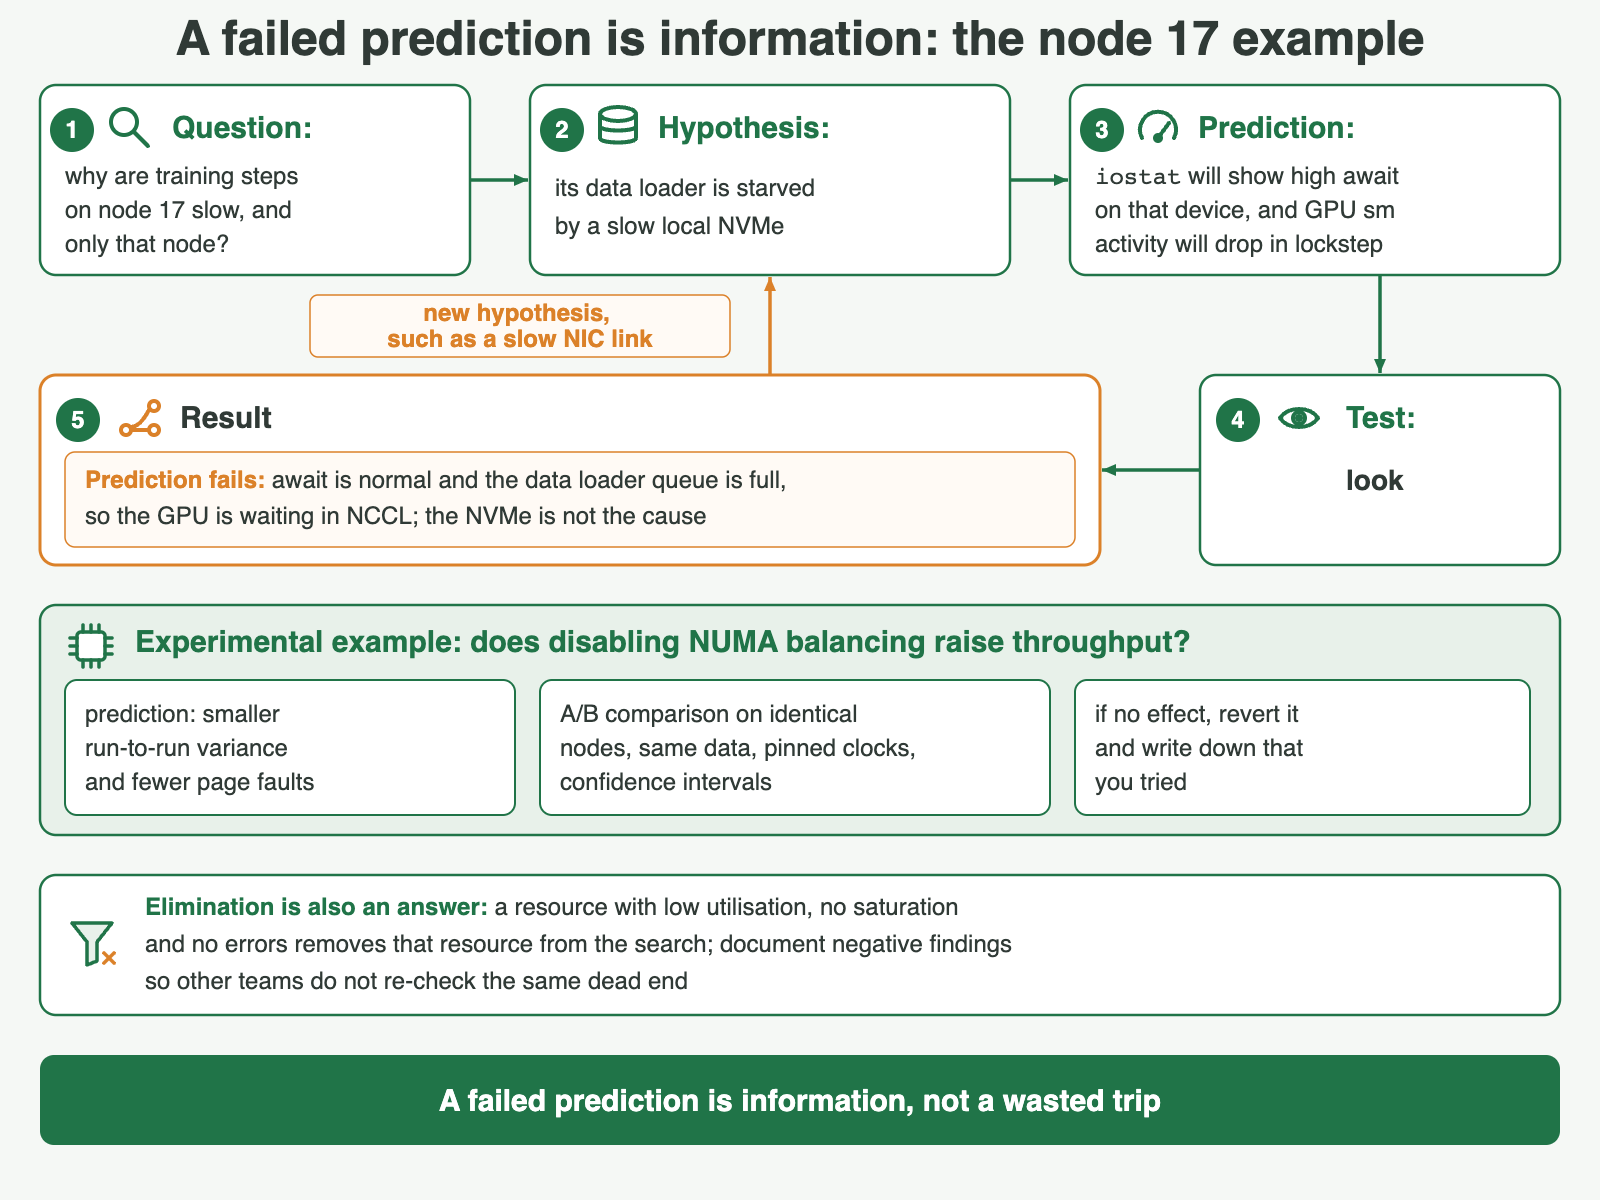 A failed prediction is information: the node 17 example
1 Question:
why are training steps
on node 17 slow, and
only that node?
2 Hypothesis:
its data loader is starved
by a slow local NVMe
3 Prediction:
iostat will show high await
on that device, and GPU sm
activity will drop in lockstep
new hypothesis,
such as a slow NIC link
4 Test:
look
5 Result
Prediction fails: await is normal and the data loader queue is full,
so the GPU is waiting in NCCL; the NVMe is not the cause
Experimental example: does disabling NUMA balancing raise throughput?
prediction: smaller
run-to-run variance
and fewer page faults
A/B comparison on identical
nodes, same data, pinned clocks,
confidence intervals
if no effect, revert it
and write down that
you tried
Elimination is also an answer: a resource with low utilisation, no saturation
and no errors removes that resource from the search; document negative findings
so other teams do not re-check the same dead end
A failed prediction is information, not a wasted trip